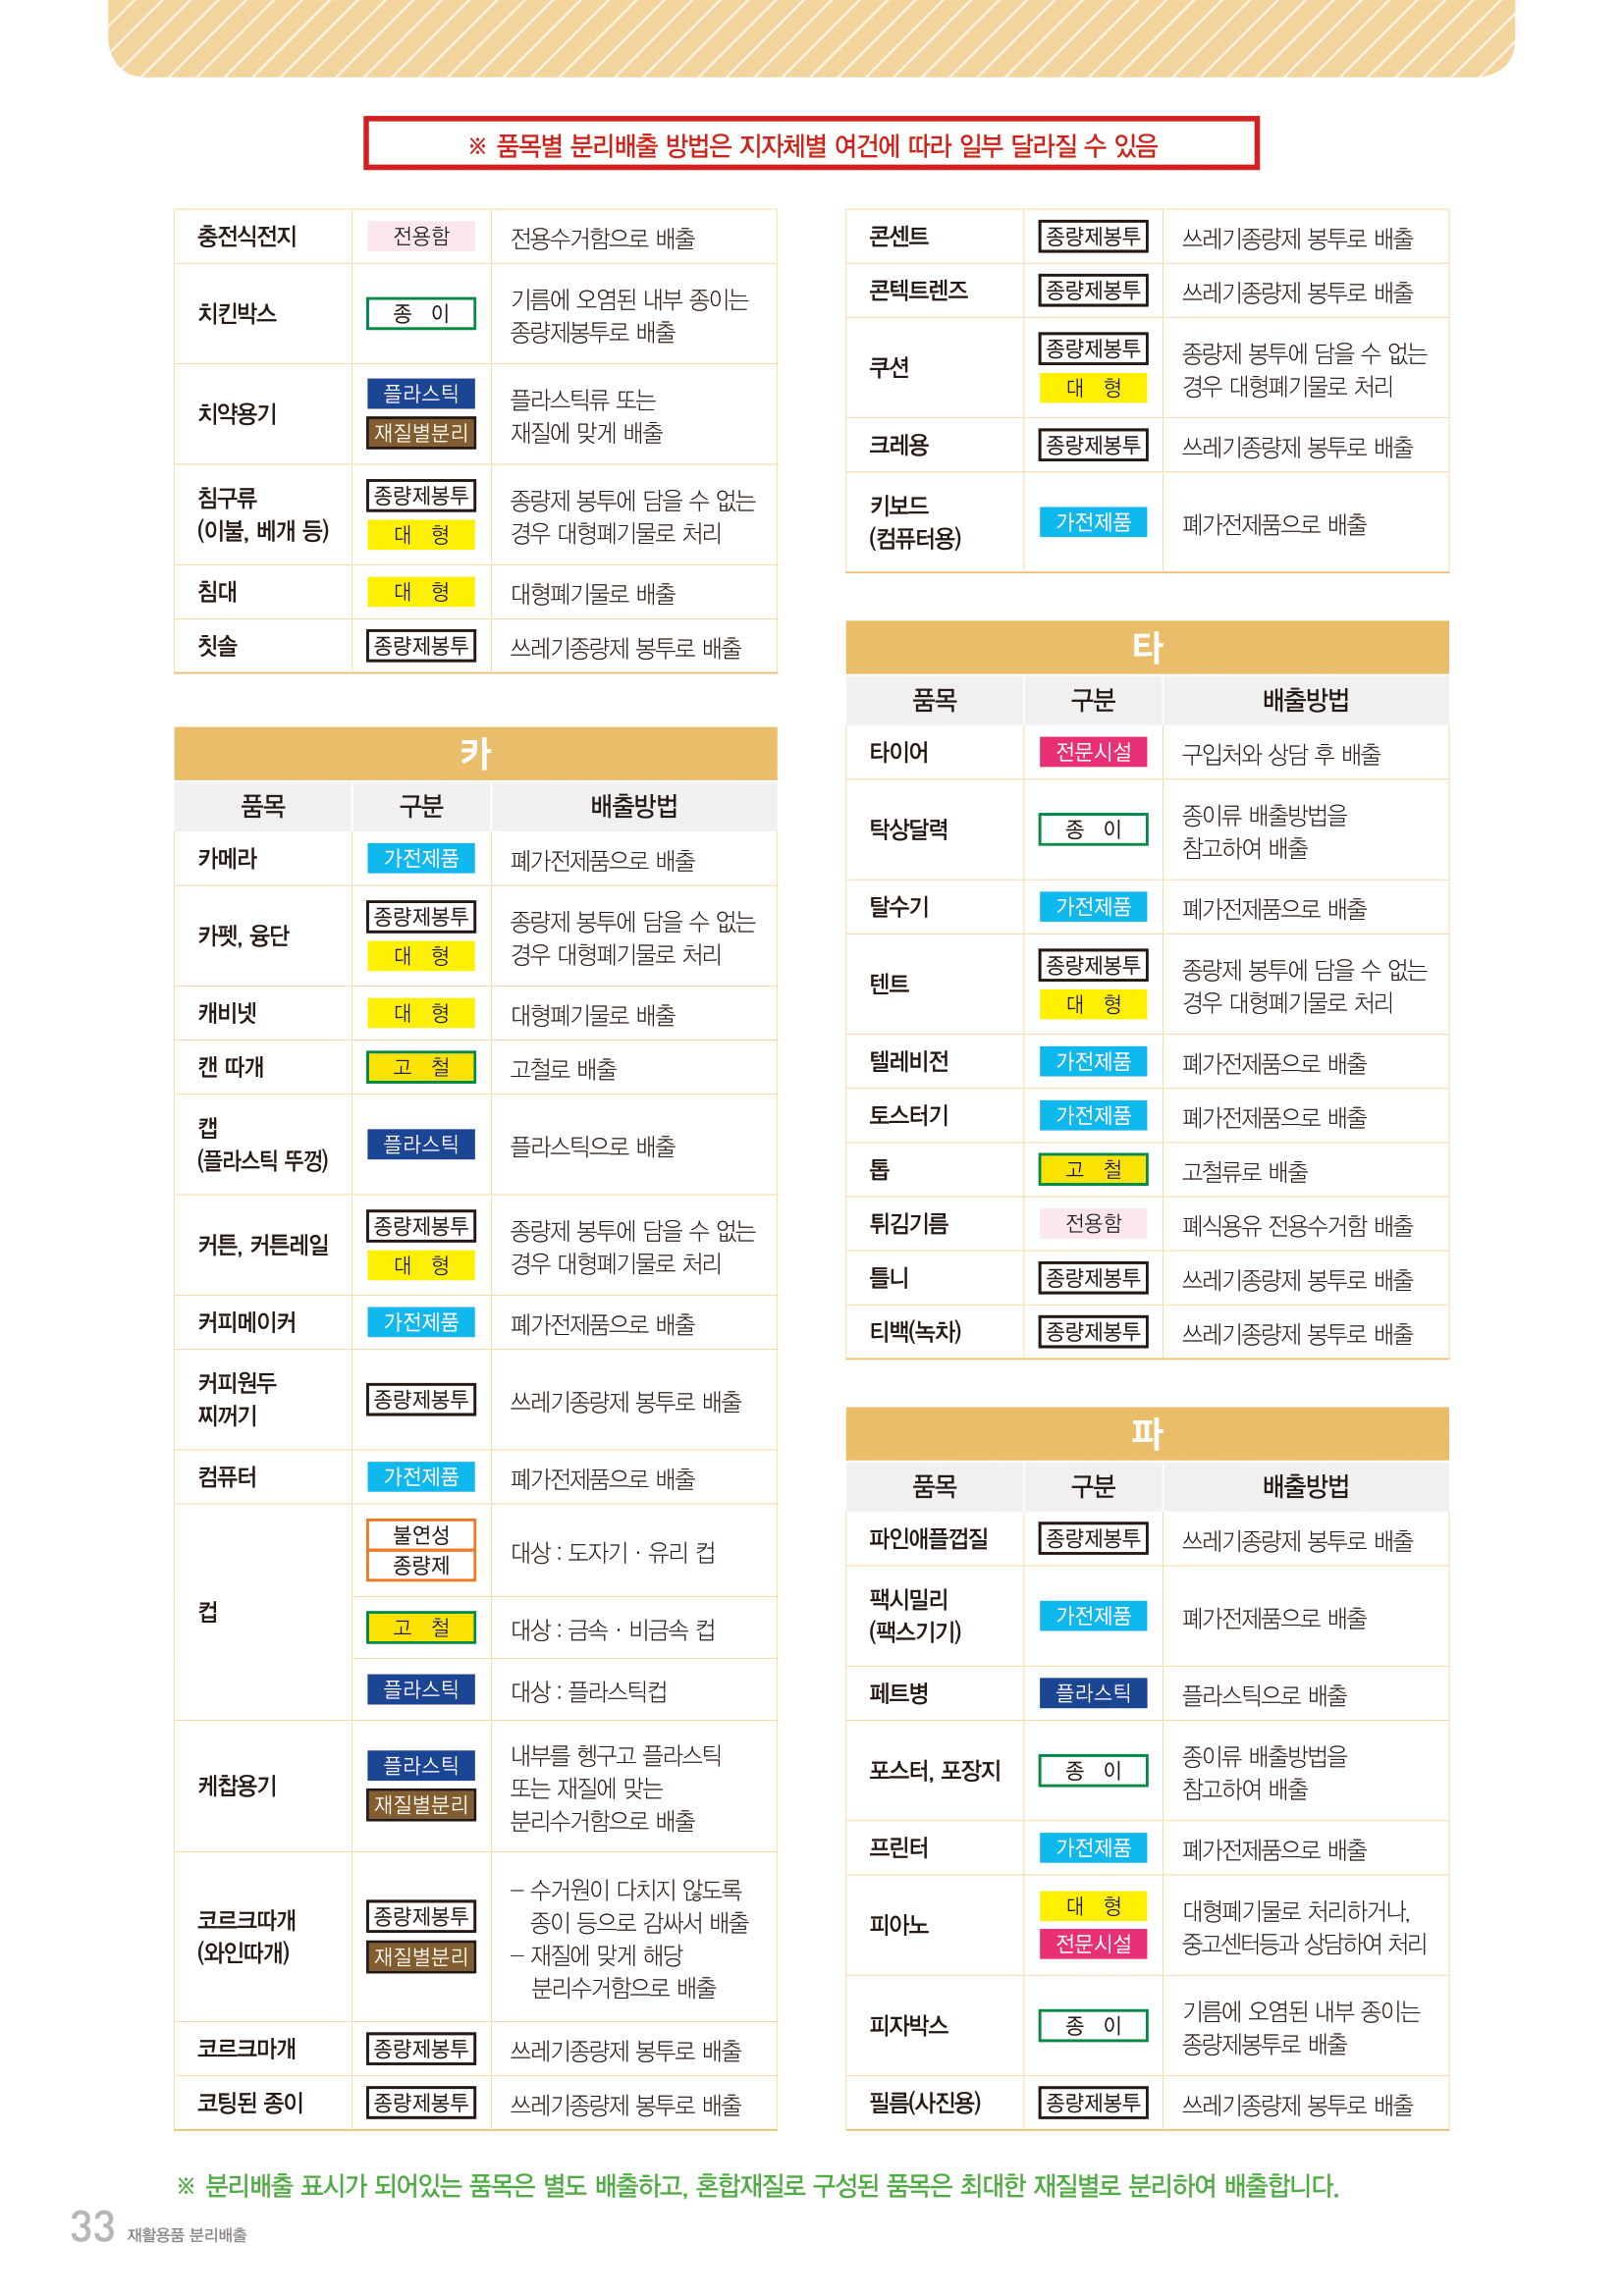 ※ 품목별 분리배출 방법은 지자체별 여건에 따라 일부 달라질 수 있음
충전식전지 전용함 전용수거함으로 배출
치킨박스 종 이 기름에 오염된 내부 종이는
종량제봉투로 배출
치약용기 플라스틱 재질별분리 플라스틱류 또는
재질에 맞게 배출
침구류
(이불, 베개 등) 종량제봉투 대 형 종량제 봉투에 담을 수 없는
경우 대형폐기물로 처리
침대 대 형 대형폐기물로 배출
칫솔 종량제봉투 쓰레기종량제 봉투로 배출
카
품목 구분 배출방법
카메라 가전제품 폐가전제품으로 배출
카펫, 융단 종량제봉투 대 형 종량제 봉투에 담을 수 없는
경우 대형폐기물로 처리
캐비넷 대 형 대형폐기물로 배출
캔 따개 고 철 고철로 배출
캡
(플라스틱 뚜껑) 플라스틱 플라스틱으로 배출
커튼, 커튼레일 종량제봉투 대 형 종량제 봉투에 담을 수 없는
경우 대형폐기물로 처리
커피메이커 가전제품 폐가전제품으로 배출
커피원두
찌꺼기 종량제봉투 쓰레기종량제 봉투로 배출
컴퓨터 가전제품 폐가전제품으로 배출
컵 불연성
종량제 대상 : 도자기 · 유리 컵
고 철 대상 : 금속 · 비금속 컵
플라스틱 대상 : 플라스틱컵
케찹용기 플라스틱 재질별분리 내부를 헹구고 플라스틱
또는 재질에 맞는
분리수거함으로 배출
코르크따개
(와인따개) 종량제봉투 재질별분리 – 수거원이 다치지 않도록
종이 등으로 감싸서 배출
– 재질에 맞게 해당
분리수거함으로 배출
코르크마개 종량제봉투 쓰레기종량제 봉투로 배출
코팅된 종이 종량제봉투 쓰레기종량제 봉투로 배출
콘센트 종량제봉투 쓰레기종량제 봉투로 배출
콘텍트렌즈 종량제봉투 쓰레기종량제 봉투로 배출
쿠션 종량제봉투 대 형 종량제 봉투에 담을 수 없는
경우 대형폐기물로 처리
크레용 종량제봉투 쓰레기종량제 봉투로 배출
키보드
(컴퓨터용) 가전제품 폐가전제품으로 배출
타
품목 구분 배출방법
타이어 전문시설 구입처와 상담 후 배출
탁상달력 종 이 종이류 배출방법을
참고하여 배출
탈수기 가전제품 폐가전제품으로 배출
텐트 종량제봉투 대 형 종량제 봉투에 담을 수 없는
경우 대형폐기물로 처리
텔레비전 가전제품 폐가전제품으로 배출
토스터기 가전제품 폐가전제품으로 배출
톱 고 철 고철류로 배출
튀김기름 전용함 폐식용유 전용수거함 배출
틀니 종량제봉투 쓰레기종량제 봉투로 배출
티백(녹차) 종량제봉투 쓰레기종량제 봉투로 배출
파
품목 구분 배출방법
파인애플껍질 종량제봉투 쓰레기종량제 봉투로 배출
팩시밀리
(팩스기기) 가전제품 폐가전제품으로 배출
페트병 플라스틱 플라스틱으로 배출
포스터, 포장지 종 이 종이류 배출방법을
참고하여 배출
프린터 가전제품 폐가전제품으로 배출
피아노 대 형 전문시설 대형폐기물로 처리하거나,
중고센터등과 상담하여 처리
피자박스 종 이 기름에 오염된 내부 종이는
종량제봉투로 배출
필름(사진용) 종량제봉투 쓰레기종량제 봉투로 배출
※ 분리배출 표시가 되어있는 품목은 별도 배출하고, 혼합재질로 구성된 품목은 최대한 재질별로 분리하여 배출합니다.
33 재활용품 분리배출